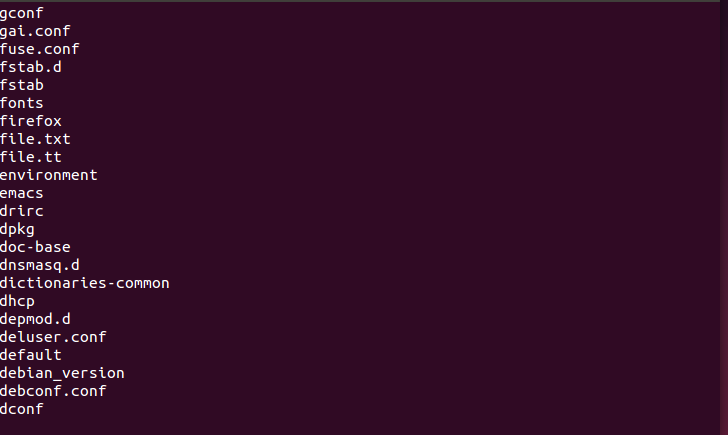 gconf
gai.conf
fuse.conf
fstab.d
fstab
fonts
firefox
file.txt
file.tt
environment
emacs
drirc
dpkg
doc-base
dnsmasq.d
dictionaries-common
dhcp
depmod.d
deluser.conf
default
debian_version
debconf.conf
dconf